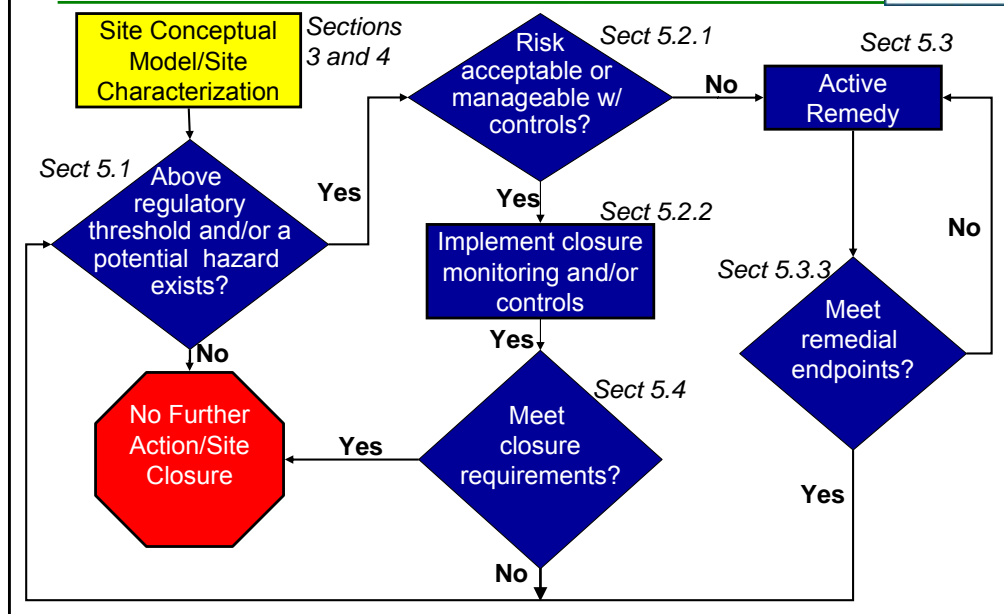 Site Conceptual
Model/Site
Characterization
Sections
3 and 4
Sect 5.1
Above
regulatory
threshold and/or a
potential hazard
exists?
Yes
No
No Further
Action/Site
Closure
Risk
acceptable or
manageable w/
controls?
Sect 5.2.1
No
Yes
Sect 5.2.2
Implement closure
monitoring and/or
controls
Yes
Sect 5.4
Meet
closure
requirements?
Yes
No
Sect 5.3
Active
Remedy
No
Sect 5.3.3
Meet
remedial
endpoints?
Yes